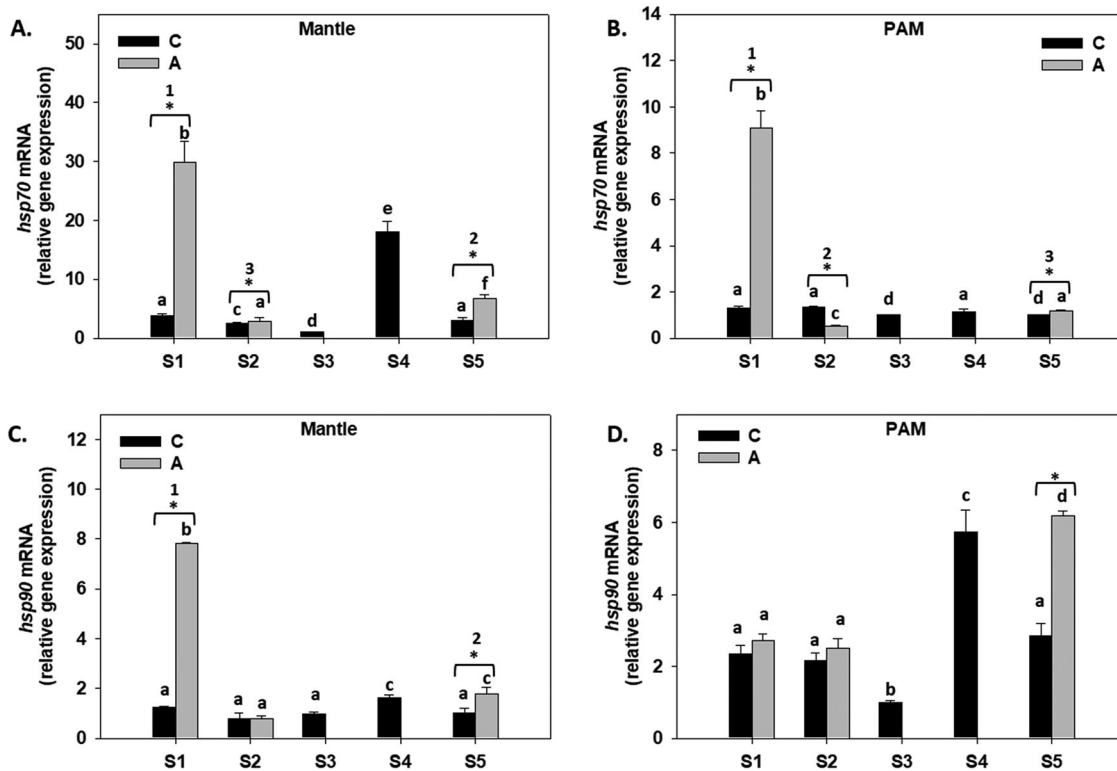 A.
Mantle
C
A
hsp70 mRNA
(relative gene expression)
50
40
30
20
10
0
1
*
a
b
3
*
c
a
d
e
2
*
a
f
S1 S2 S3 S4 S5
B.
PAM
C
A
hsp70 mRNA
(relative gene expression)
14
12
10
8
6
4
2
0
1
*
a
b
2
*
a
c
d
a
3
*
d
a
S1 S2 S3 S4 S5
C.
Mantle
C
A
hsp90 mRNA
(relative gene expression)
12
10
8
6
4
2
0
1
*
a
b
a
a
a
c
2
*
a
c
S1 S2 S3 S4 S5
D.
PAM
C
A
hsp90 mRNA
(relative gene expression)
8
6
4
2
0
a
a
a
a
b
c
*
a
d
S1 S2 S3 S4 S5